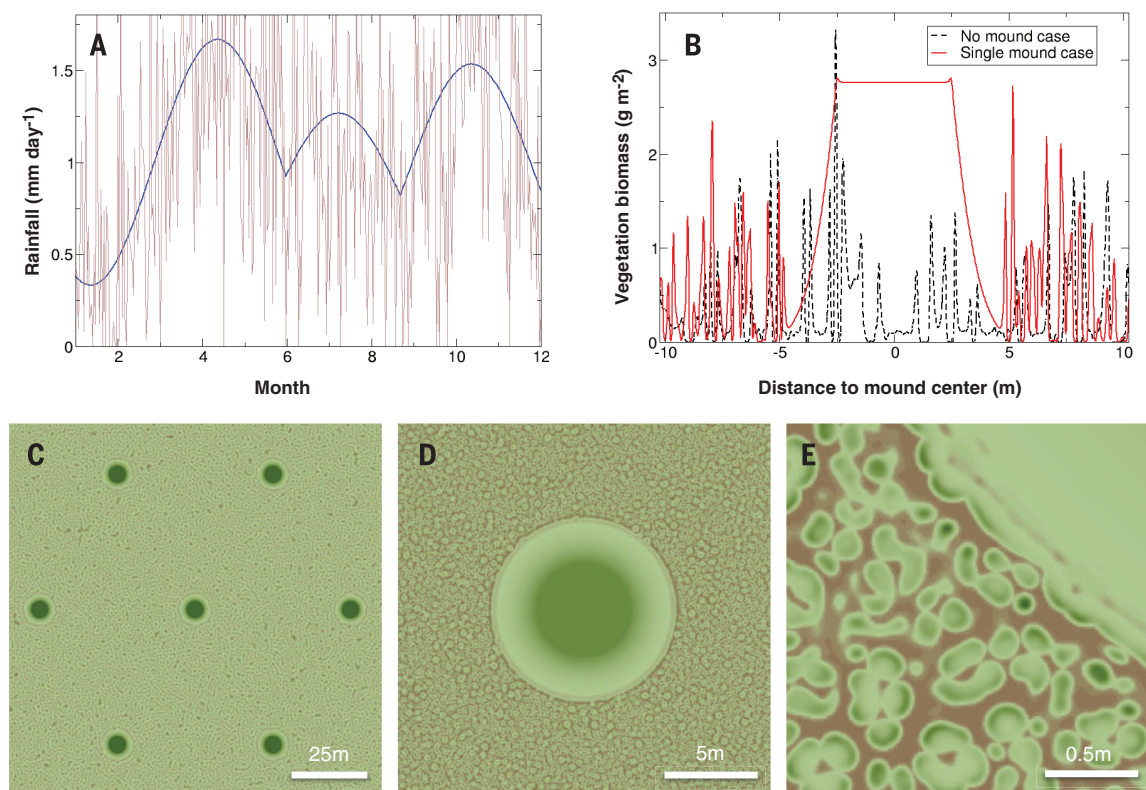 A
Rainfall (mm day-1)
1.5
1
0.5
0
2
4
6
8
10
12
Month
B
No mound case
Single mound case
Vegetation biomass (g m-2)
3
2
1
0
-10
-5
0
5
10
Distance to mound center (m)
C
25m
D
5m
E
0.5m